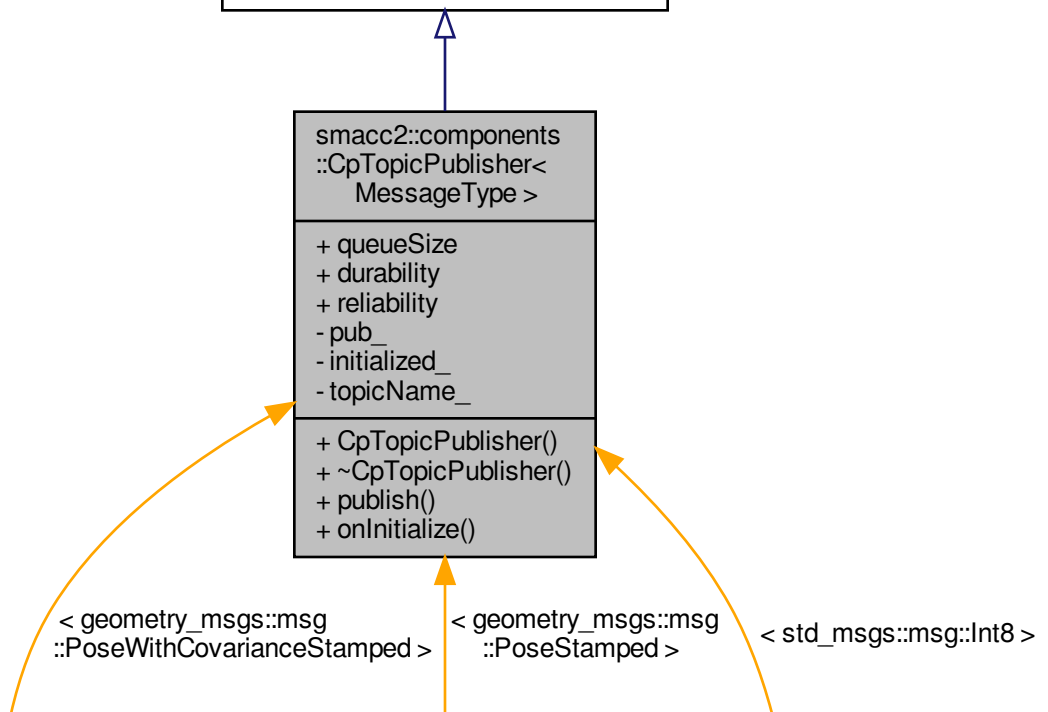 smacc2::components
::CpTopicPublisher<
MessageType >
+ queueSize
+ durability
+ reliability
- pub_
- initialized_
- topicName_
+ CpTopicPublisher()
+ ~CpTopicPublisher()
+ publish()
+ onInitialize()
< geometry_msgs::msg
::PoseWithCovarianceStamped >
< geometry_msgs::msg
::PoseStamped >
< std_msgs::msg::Int8 >